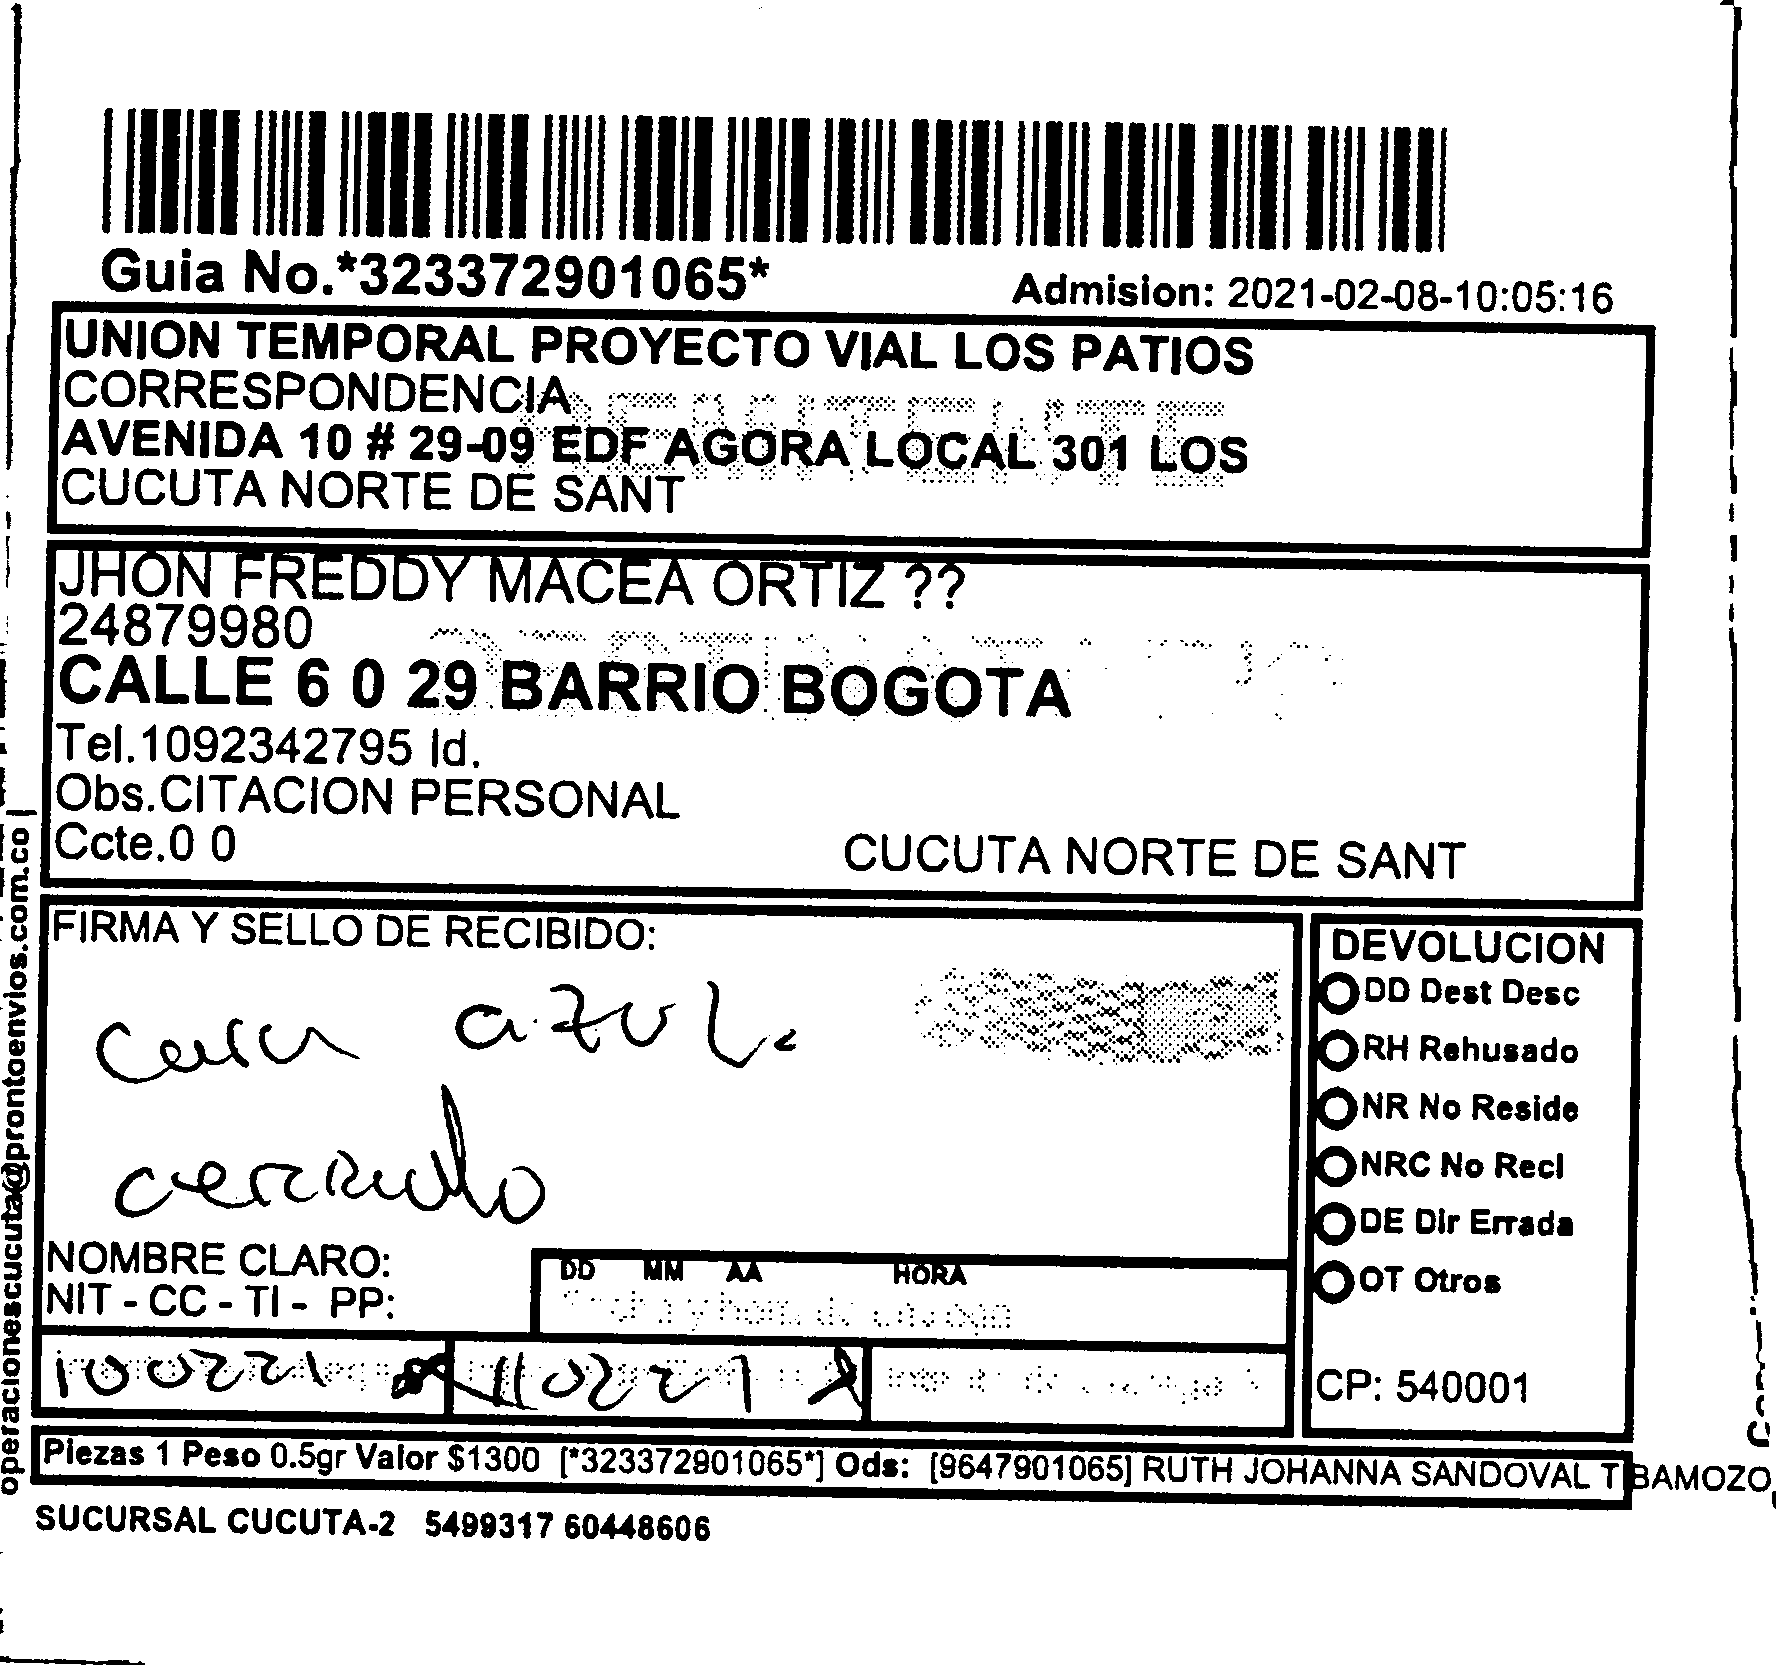 Guia No.*323372901065*
Admision: 2021-02-08-10:05:16
UNION TEMPORAL PROYECTO VIAL LOS PATIOS
CORRESPONDENCIA
REMITENTE
AVENIDA 10 # 29-09 EDF AGORA LOCAL 301 LOS
CUCUTA NORTE DE SANT
JHON FREDDY MACEA ORTIZ ??
24879980
CALLE 6 0 29 BARRIO BOGOTA
Tel.1092342795 Id.
Obs.CITACION PERSONAL
Ccte.0 0
CUCUTA NORTE DE SANT
FIRMA Y SELLO DE RECIBIDO:
casa azul
cerrado
NOMBRE CLARO:
NIT - CC - TI - PP:
DD MM AA HORA
100221
110221
DEVOLUCION
DD Dest Desc
RH Rehusado
NR No Reside
NRC No Recl
DE Dir Errada
OT Otros
CP: 540001
Piezas 1 Peso 0.5gr Valor $1300 [*323372901065*] Ods: [9647901065] RUTH JOHANNA SANDOVAL T BAMOZO
SUCURSAL CUCUTA-2 5499317 60448606
operacionescucuta@prontoenvios.com.co |